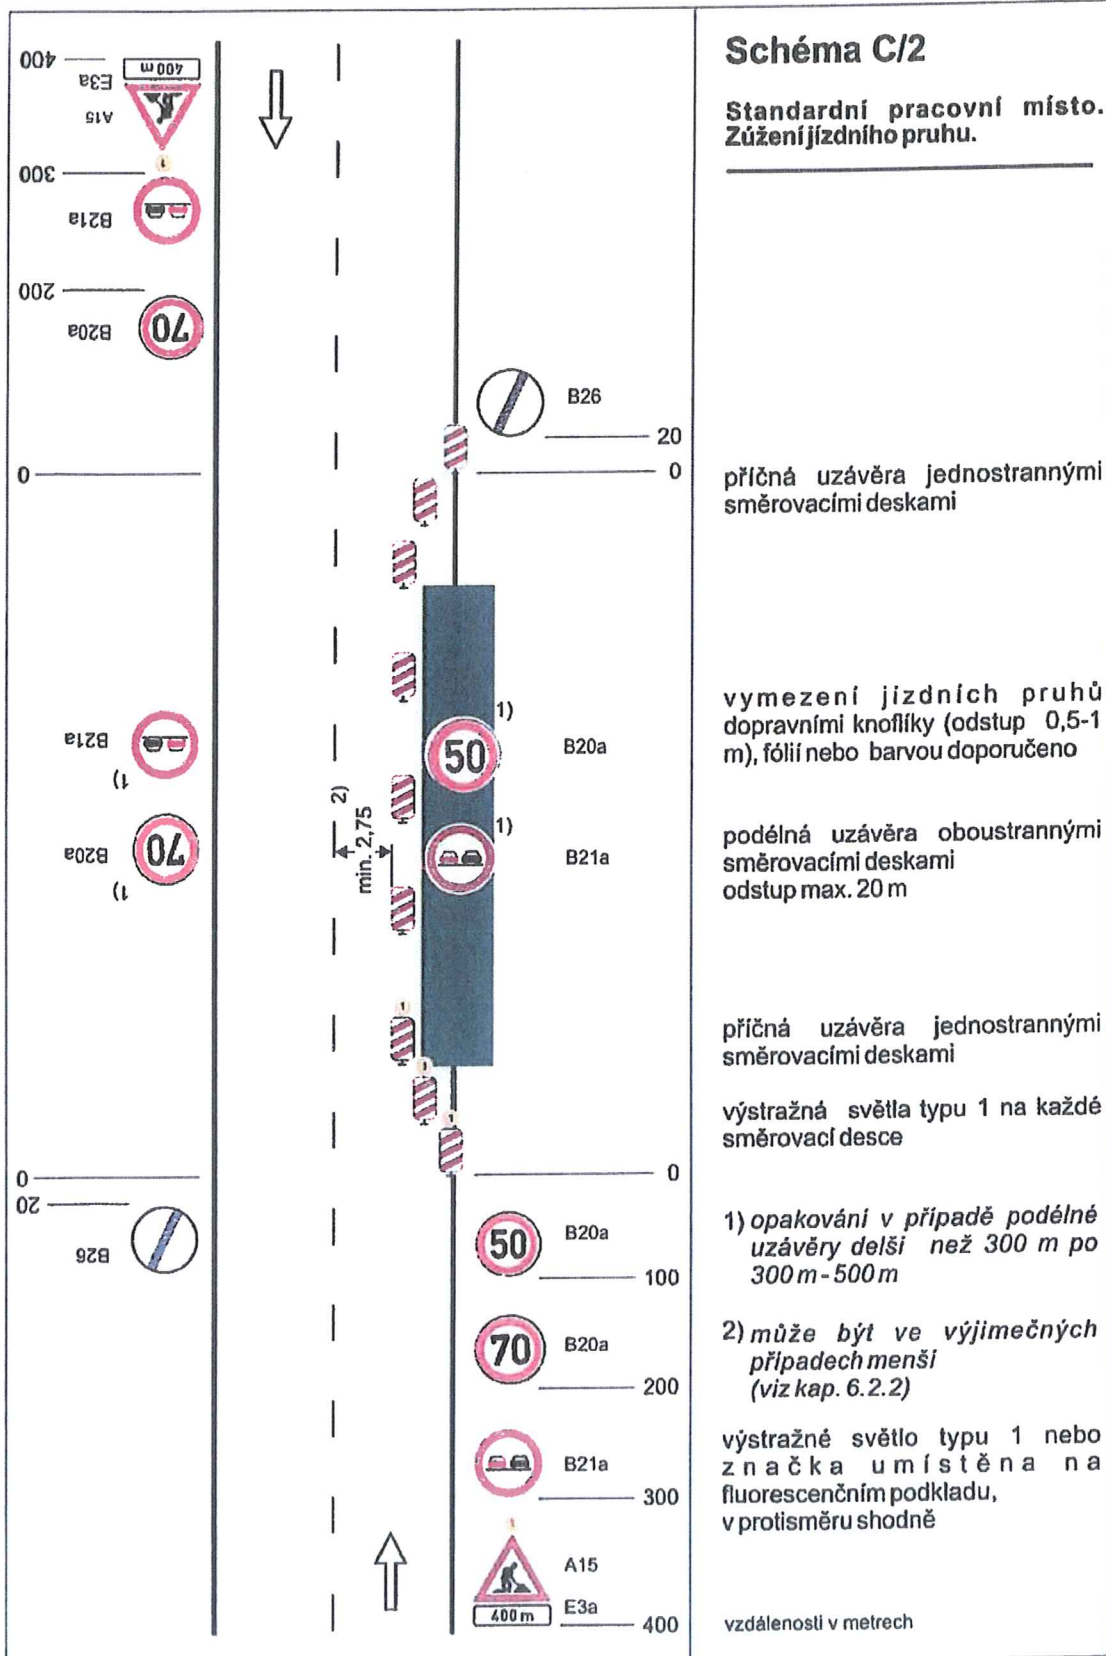 Schéma C/2
Standardní pracovní místo.
Zúžení jízdního pruhu.
400
400 m
E3a
A15
1
300
B21a
200
70
B20a
B26
20
0
0
příčná uzávěra jednostrannými
směrovacími deskami
vymezení jízdních pruhů
dopravními knoflíky (odstup 0,5-1
m), fólií nebo barvou doporučeno
1)
50
B20a
B21a
1)
2)
min. 2,75
1)
B21a
70
B20a
1)
podélná uzávěra oboustrannými
směrovacími deskami
odstup max. 20 m
příčná uzávěra jednostrannými
směrovacími deskami
1
1
1
výstražná světla typu 1 na každé
směrovací desce
0
0
20
B26
50
B20a
100
1) opakování v případě podélné
uzávěry delší než 300 m po
300 m - 500 m
70
B20a
200
2) může být ve výjimečných
případech menší
(viz kap. 6.2.2)
B21a
300
výstražné světlo typu 1 nebo
značka umístěna na
fluorescenčním podkladu,
v protisměru shodně
1
A15
400 m
E3a
400
vzdálenosti v metrech